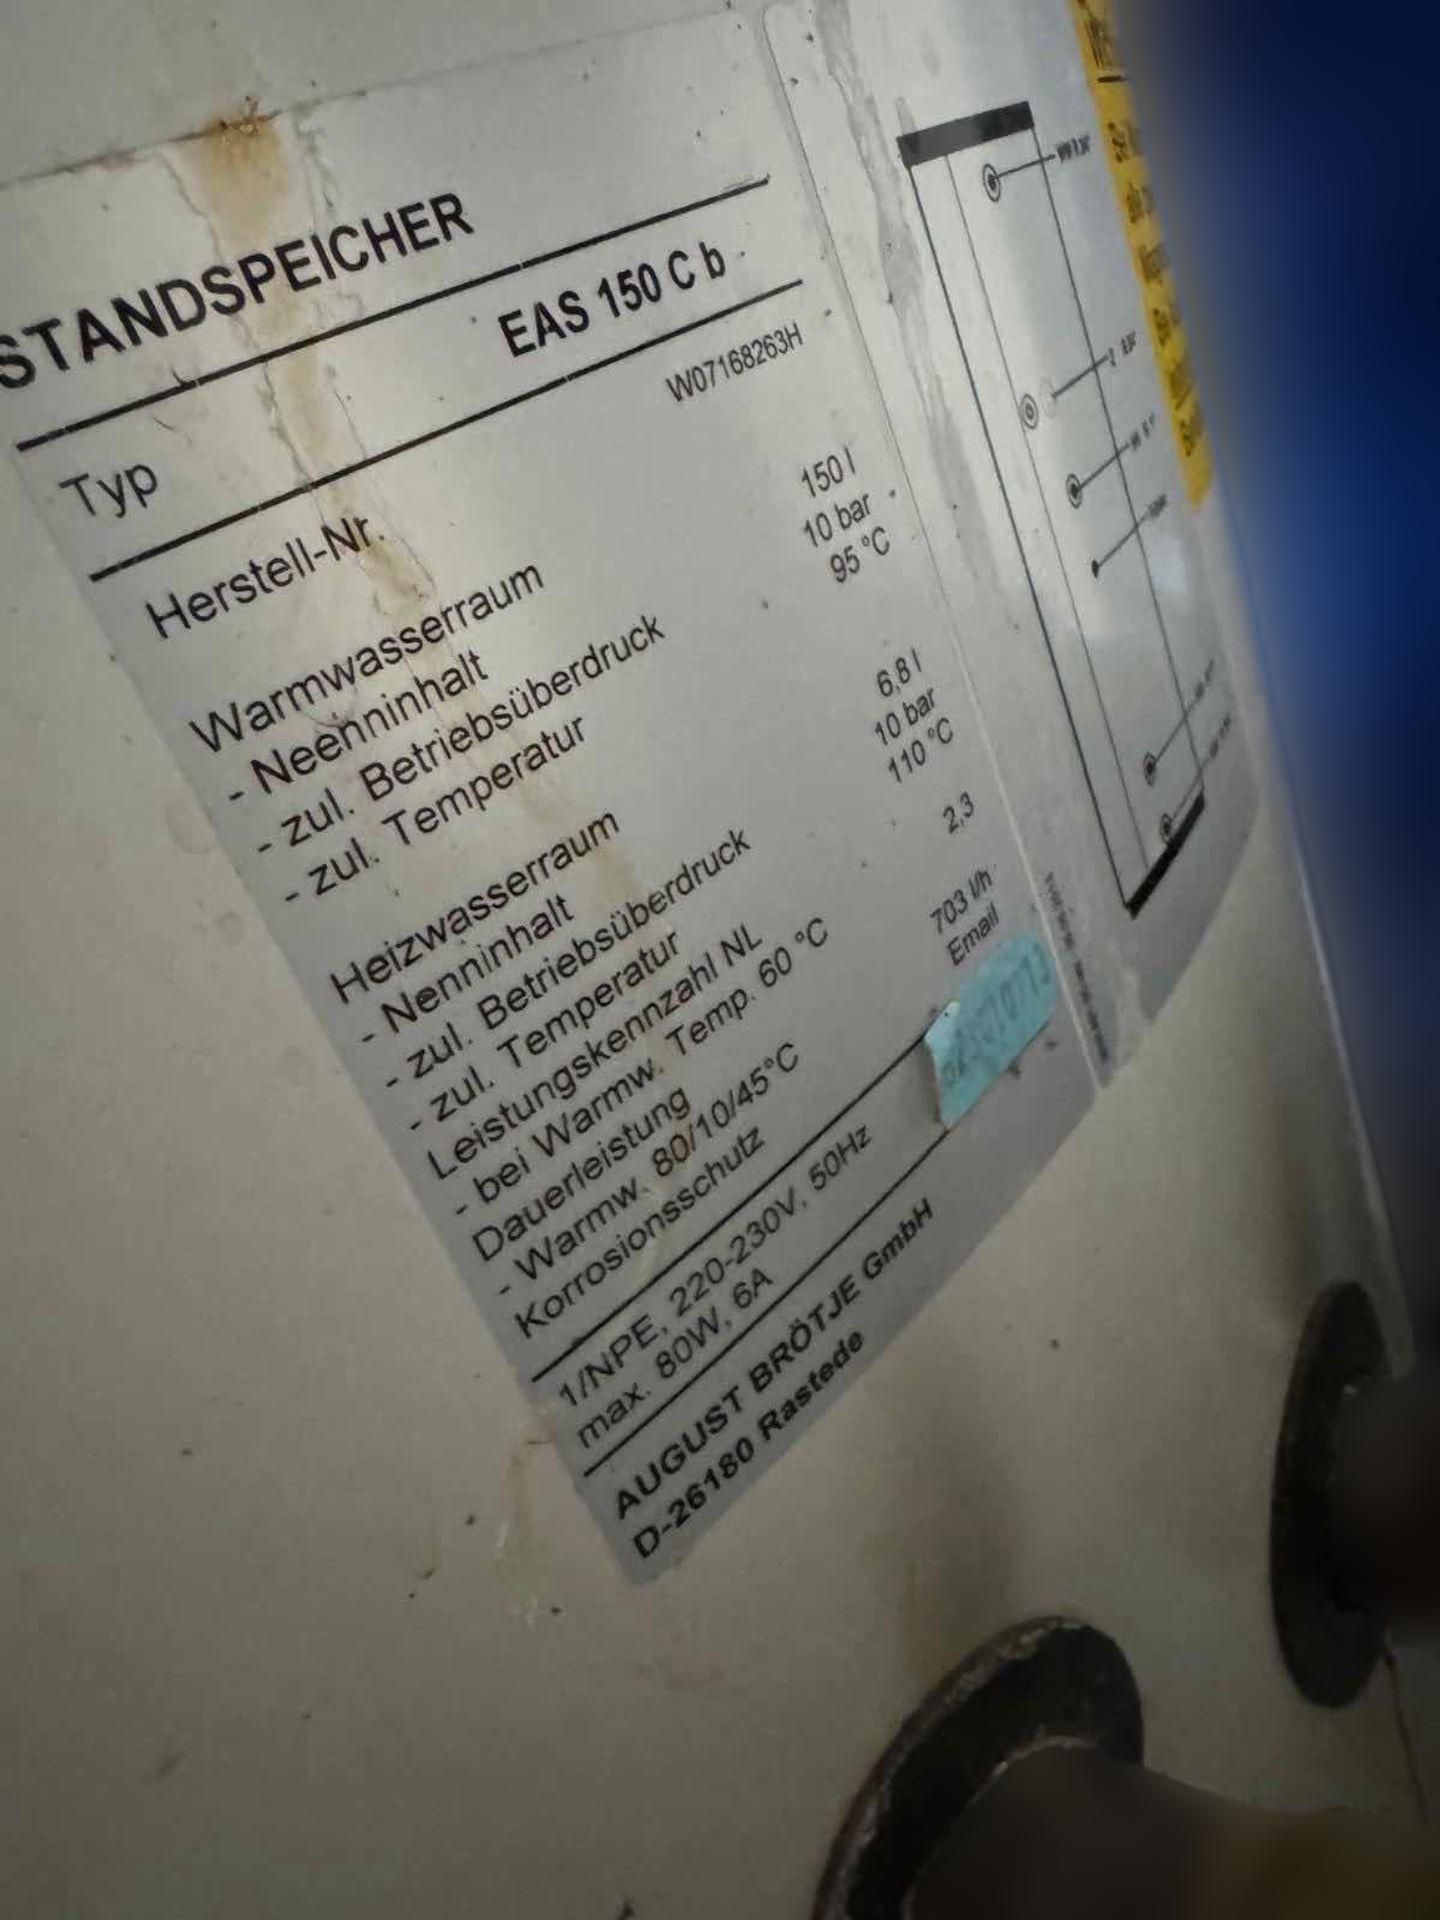 STANDSPEICHER
Typ EAS 150 C b
Herstell-Nr. W07168263H
Warmwasserraum
- Neenninhalt 150 l
- zul. Betriebsüberdruck 10 bar
- zul. Temperatur 95 °C
Heizwasserraum
- Nenninhalt 6,8 l
- zul. Betriebsüberdruck 10 bar
- zul. Temperatur 110 °C
Leistungskennzahl NL
- bei Warmw. Temp. 60 °C 2,3
Dauerleistung
- Warmw. 80/10/45°C 703 l/h
Korrosionsschutz Email
1/NPE, 220-230V, 50Hz
max. 80W, 6A
AUGUST BRÖTJE GmbH
D-26180 Rastede